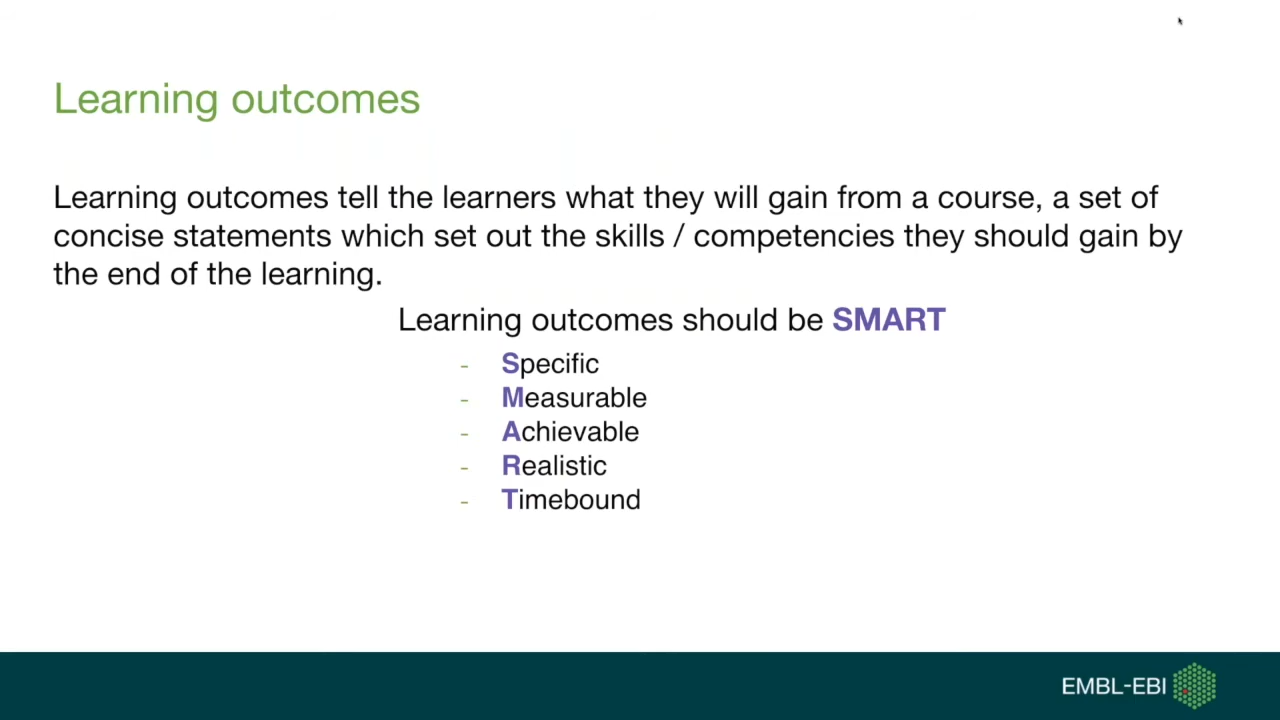 Learning outcomes
Learning outcomes tell the learners what they will gain from a course, a set of
concise statements which set out the skills / competencies they should gain by
the end of the learning.
Learning outcomes should be SMART
- Specific
- Measurable
- Achievable
- Realistic
- Timebound
EMBL-EBI